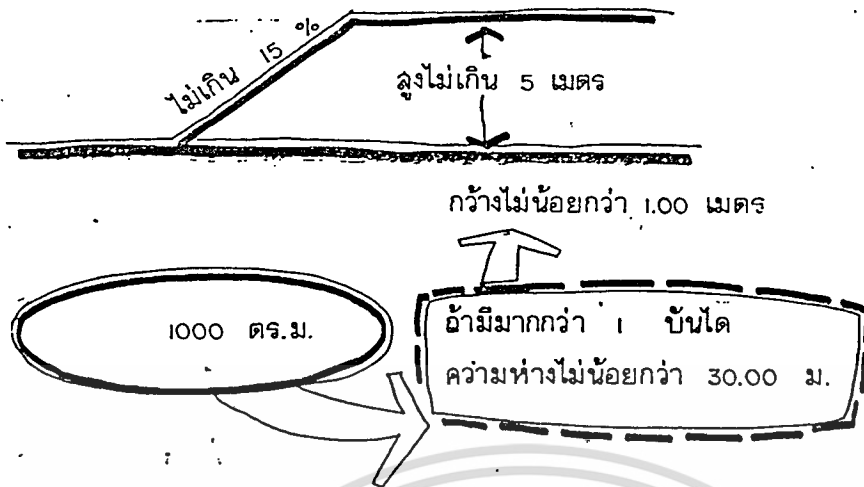 ไม่เกิน 15 %
สูงไม่เกิน 5 เมตร
กว้างไม่น้อยกว่า 1.00 เมตร
1000 ตร.ม.
ถ้ามีมากกว่า 1 บันได
ความห่างไม่น้อยกว่า 30.00 ม.